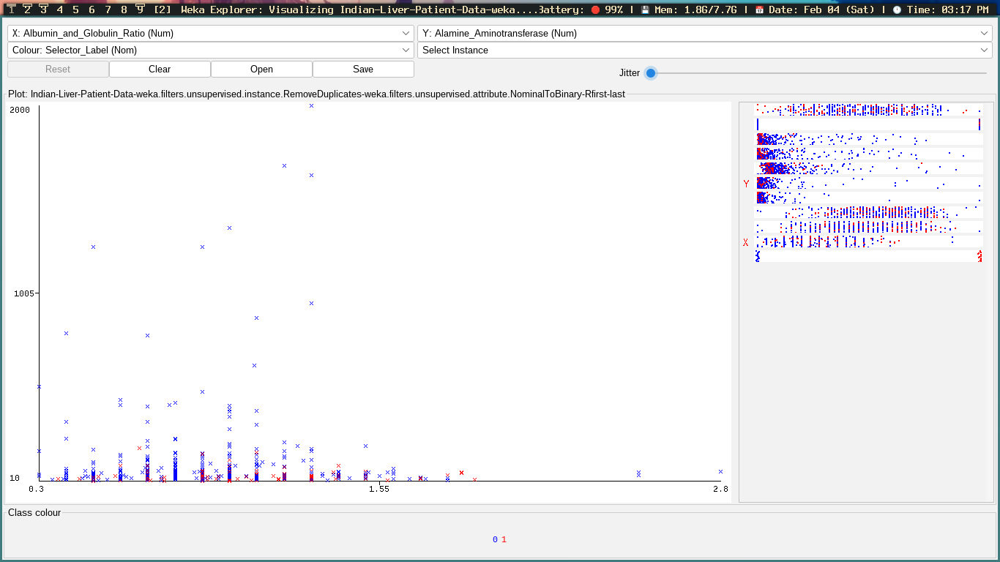 1 2 3 4 5 6 7 8 9 [2] Weka Explorer: Visualizing Indian-Liver-Patient-Data-weka....Battery: 99% | Mem: 1.8G/7.7G | Date: Feb 04 (Sat) | Time: 03:17 PM
X: Albumin_and_Globulin_Ratio (Num) Y: Alamine_Aminotransferase (Num)
Colour: Selector_Label (Nom) Select Instance
Reset Clear Open Save Jitter
Plot: Indian-Liver-Patient-Data-weka.filters.unsupervised.instance.RemoveDuplicates-weka.filters.unsupervised.attribute.NominalToBinary-Rfirst-last
2000
Y
X
1005
10
0.3 1.55 2.8
Class colour
0 1